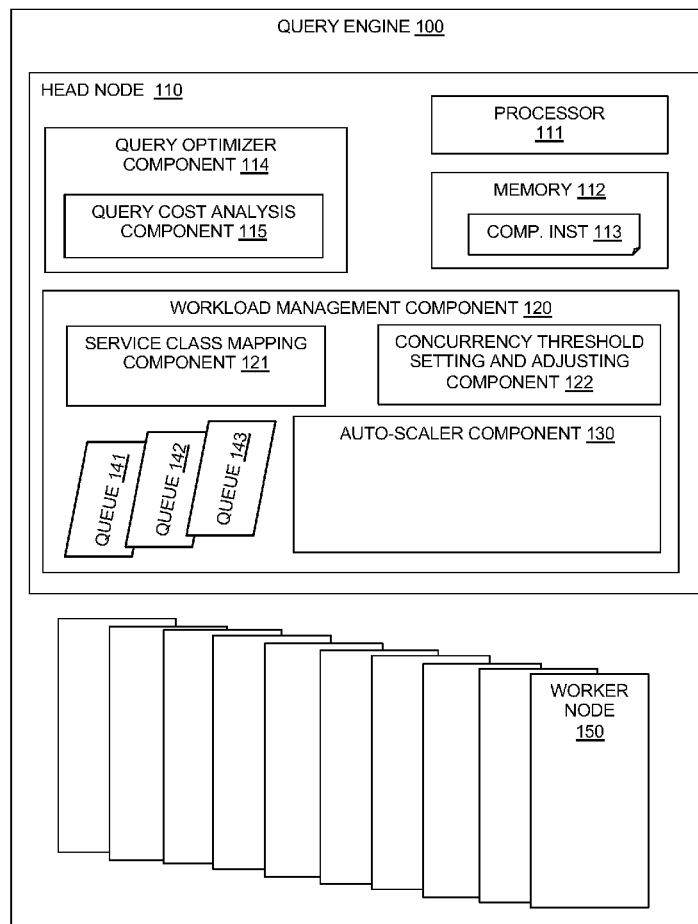 QUERY ENGINE 100
HEAD NODE 110
PROCESSOR
111
QUERY OPTIMIZER
COMPONENT 114
QUERY COST ANALYSIS
COMPONENT 115
MEMORY 112
COMP. INST 113
WORKLOAD MANAGEMENT COMPONENT 120
SERVICE CLASS MAPPING
COMPONENT 121
CONCURRENCY THRESHOLD
SETTING AND ADJUSTING
COMPONENT 122
QUEUE 141
QUEUE 142
QUEUE 143
AUTO-SCALER COMPONENT 130
WORKER
NODE
150